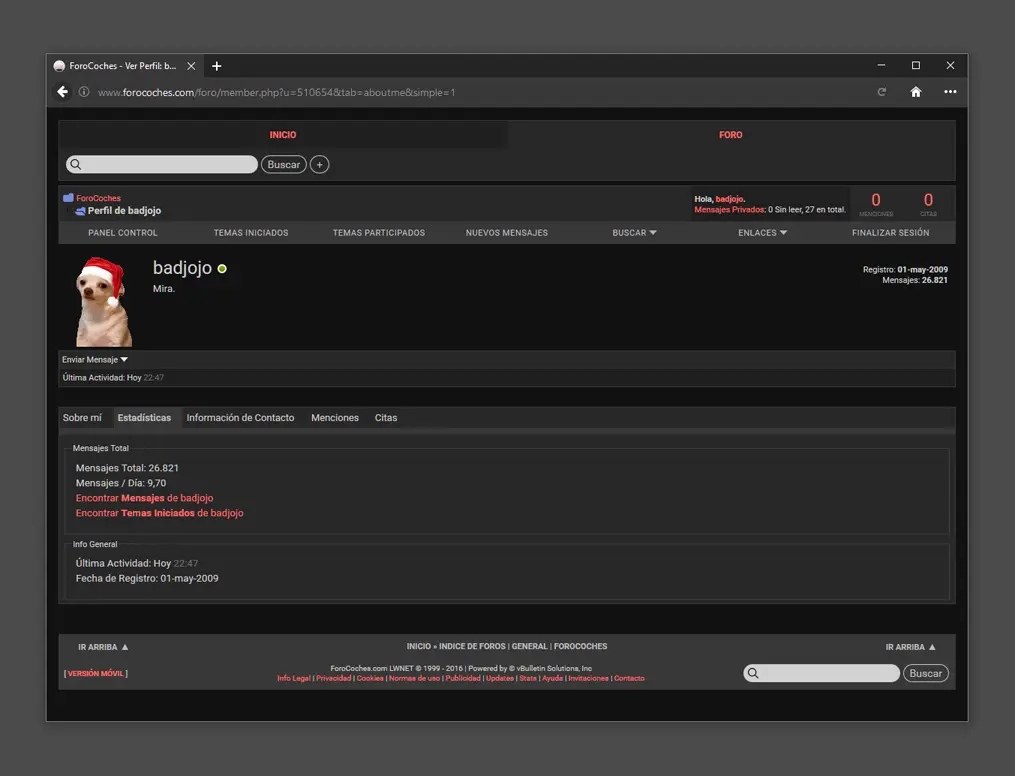 ForoCoches - Ver Perfil: b...
www.forocoches.com/foro/member.php?u=510654&tab=aboutme&simple=1
INICIO FORO
Buscar +
ForoCoches
Perfil de badjojo
Hola, badjojo.
Mensajes Privados: 0 Sin leer, 27 en total.
0 0
MENCIONES CITAS
PANEL CONTROL TEMAS INICIADOS TEMAS PARTICIPADOS NUEVOS MENSAJES BUSCAR ENLACES FINALIZAR SESIÓN
badjojo
Mira.
Registro: 01-may-2009
Mensajes: 26.821
Enviar Mensaje
Última Actividad: Hoy 22:47
Sobre mí Estadísticas Información de Contacto Menciones Citas
Mensajes Total
Mensajes Total: 26.821
Mensajes / Día: 9,70
Encontrar Mensajes de badjojo
Encontrar Temas Iniciados de badjojo
Info General
Última Actividad: Hoy 22:47
Fecha de Registro: 01-may-2009
IR ARRIBA ▲ INICIO » INDICE DE FOROS | GENERAL | FOROCOCHES IR ARRIBA ▲
[ VERSIÓN MÓVIL ]
ForoCoches.com LWNET © 1999 - 2016 | Powered by © vBulletin Solutions, Inc
Info Legal | Privacidad | Cookies | Normas de uso | Publicidad | Updates | Stats | Ayuda | Invitaciones | Contacto
Buscar